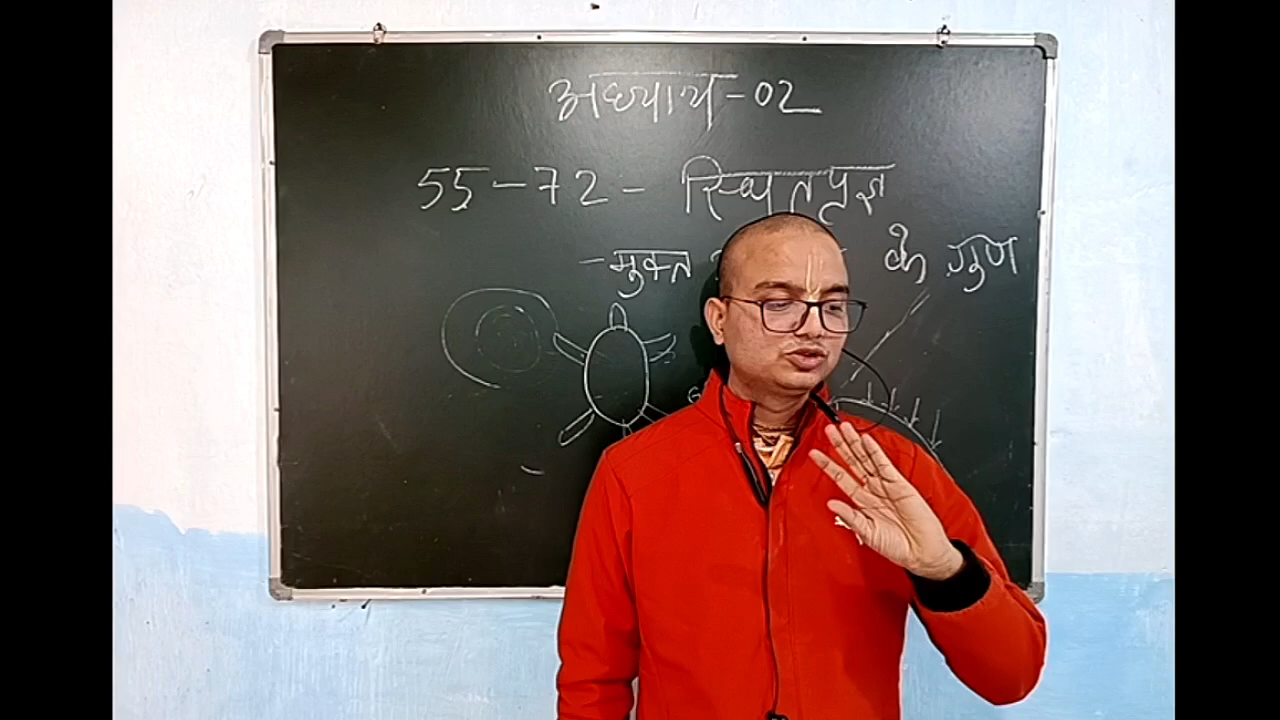 अध्याय-02
55-72- स्थितप्रज्ञ
- मुक्त के गुण